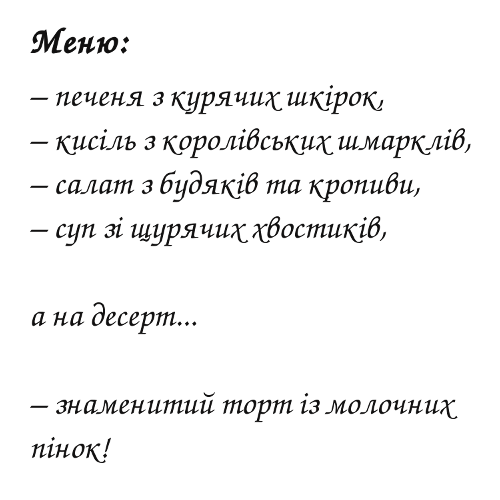 Меню:
– печеня з курячих шкірок,
– кисіль з королівських шмарклів,
– салат з будяків та кропиви,
– суп зі щурячих хвостиків,
а на десерт...
– знаменитий торт із молочних
пінок!